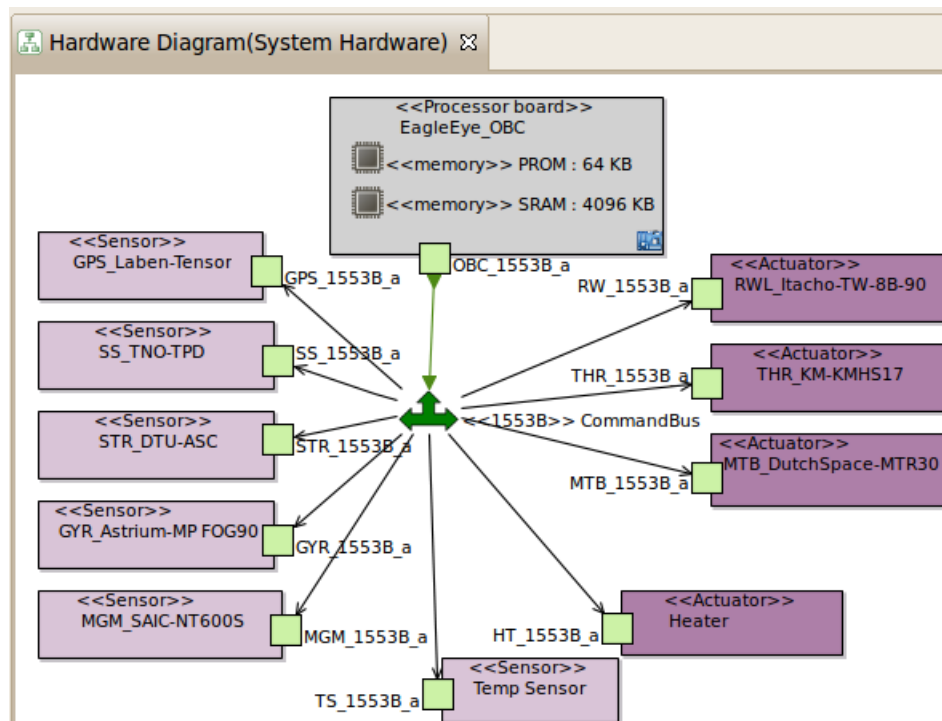 Hardware Diagram(System Hardware)
<<Processor board>>
EagleEye_OBC
<<memory>> PROM : 64 KB
<<memory>> SRAM : 4096 KB
OBC_1553B_a
<<Sensor>>
GPS_Laben-Tensor
GPS_1553B_a
<<Sensor>>
SS_TNO-TPD
SS_1553B_a
<<Sensor>>
STR_DTU-ASC
STR_1553B_a
<<Sensor>>
GYR_Astrium-MP FOG90
GYR_1553B_a
<<Sensor>>
MGM_SAIC-NT600S
MGM_1553B_a
<<Sensor>>
Temp Sensor
TS_1553B_a
<<1553B>> CommandBus
<<Actuator>>
RWL_Itacho-TW-8B-90
RW_1553B_a
<<Actuator>>
THR_KM-KMHS17
THR_1553B_a
<<Actuator>>
MTB_DutchSpace-MTR30
MTB_1553B_a
<<Actuator>>
Heater
HT_1553B_a